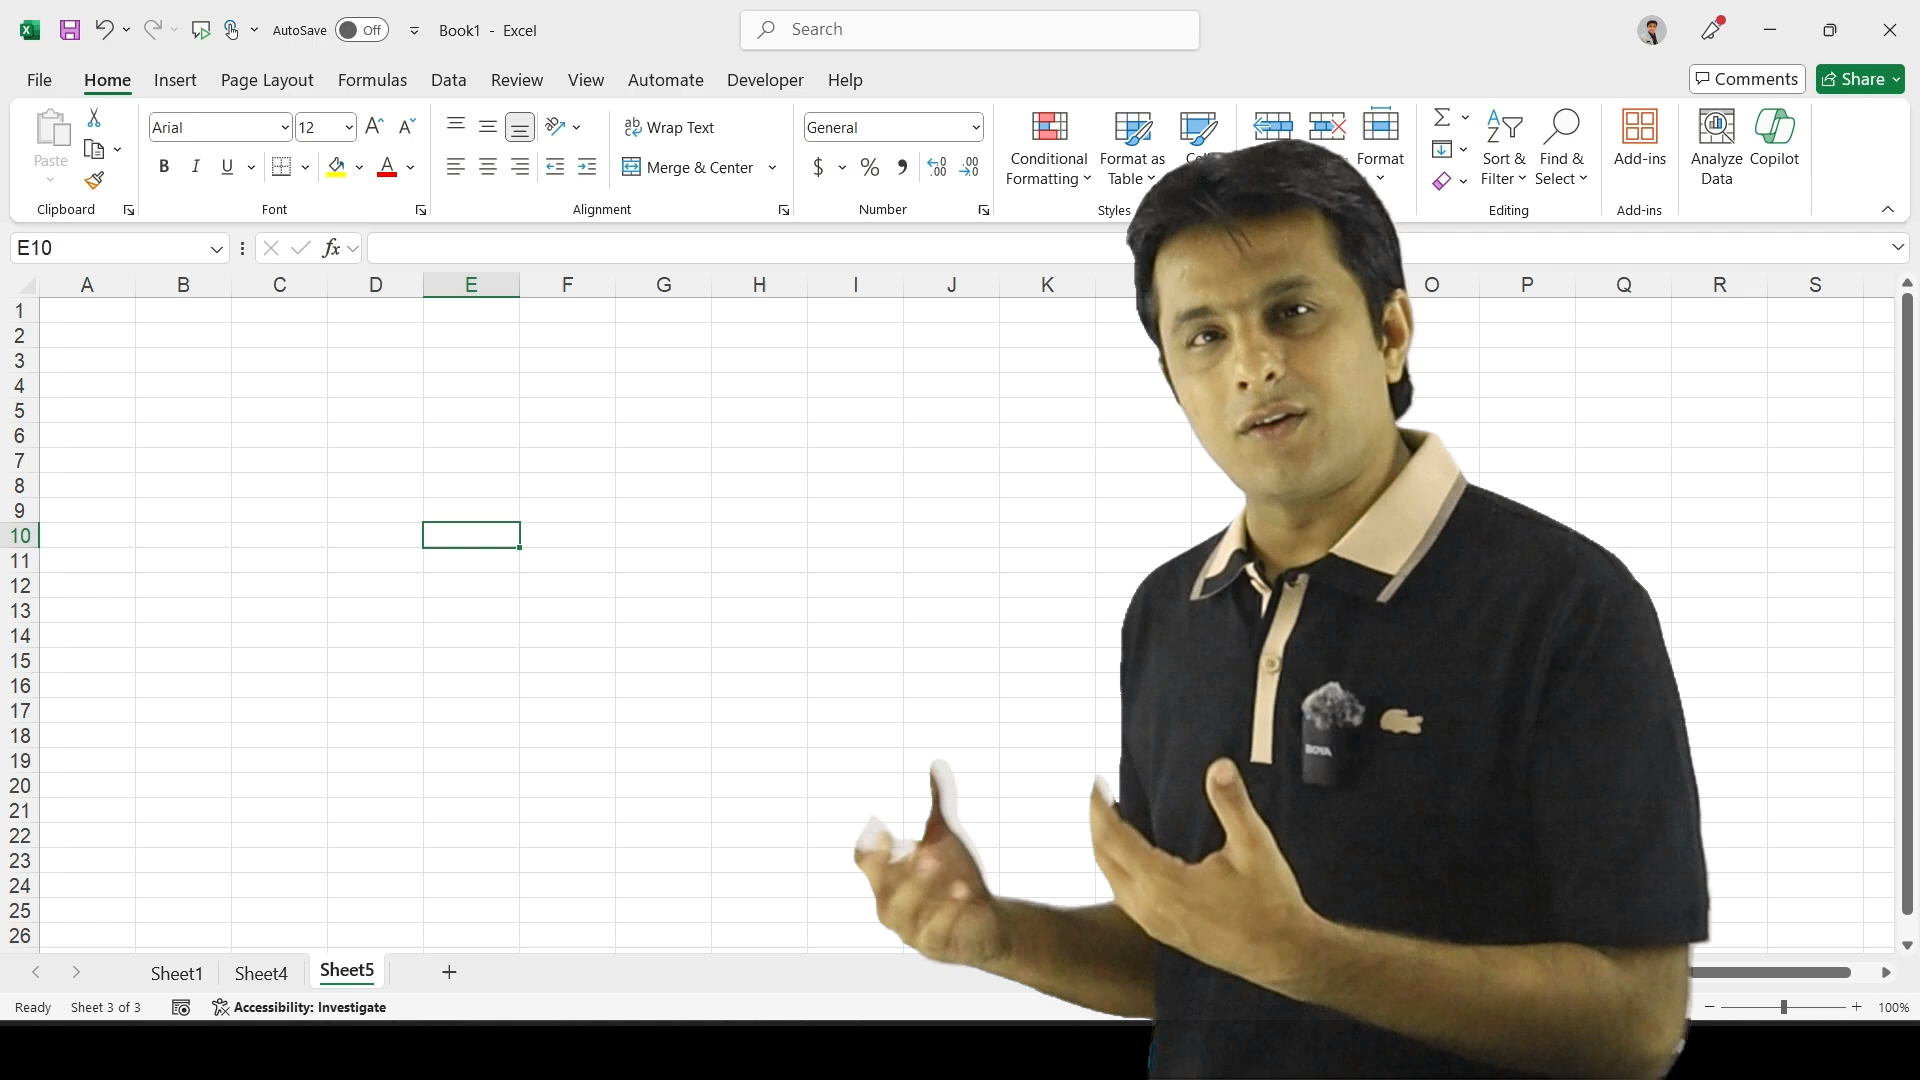 AutoSave Off Book1 - Excel Search
File Home Insert Page Layout Formulas Data Review View Automate Developer Help Comments Share
Paste Arial 12 Wrap Text General
B I U Merge & Center $ % Conditional Formatting Format as Table Format Sort & Filter Find & Select Add-ins Analyze Data Copilot
Clipboard Font Alignment Number Styles Editing Add-ins
E10 fx
A B C D E F G H I J K O P Q R S
1
2
3
4
5
6
7
8
9
10
11
12
13
14
15
16
17
18
19
20
21
22
23
24
25
26
BOYA
Sheet1 Sheet4 Sheet5
Ready Sheet 3 of 3 Accessibility: Investigate 100%